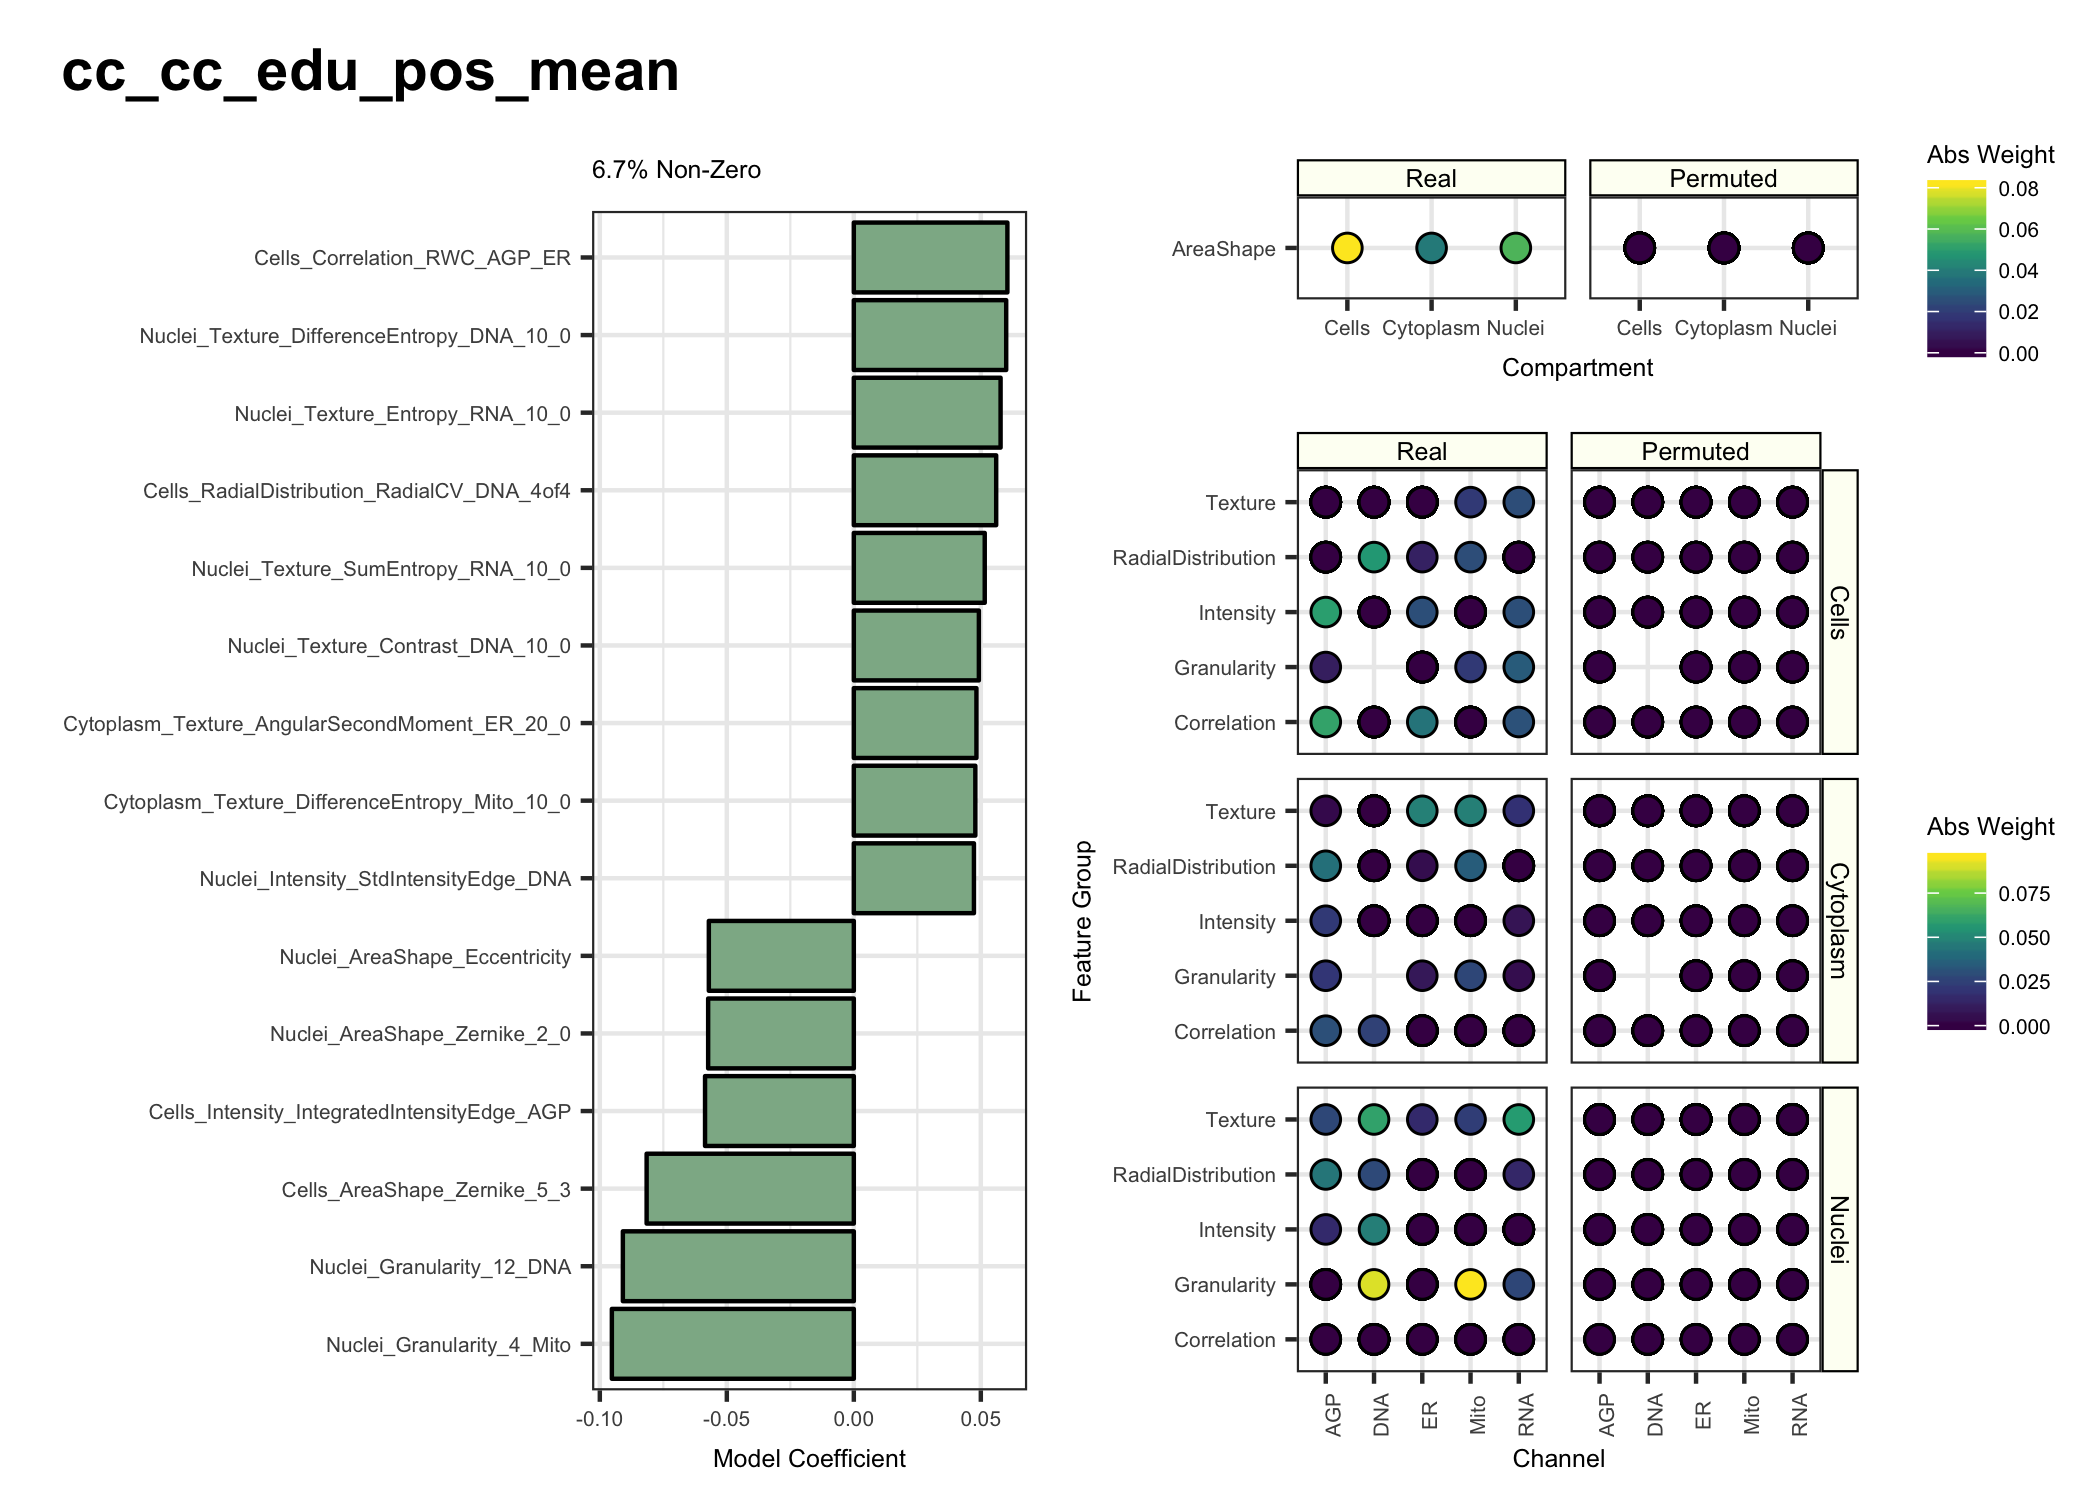 cc_cc_edu_pos_mean
6.7% Non-Zero
Cells_Correlation_RWC_AGP_ER
Nuclei_Texture_DifferenceEntropy_DNA_10_0
Nuclei_Texture_Entropy_RNA_10_0
Cells_RadialDistribution_RadialCV_DNA_4of4
Nuclei_Texture_SumEntropy_RNA_10_0
Nuclei_Texture_Contrast_DNA_10_0
Cytoplasm_Texture_AngularSecondMoment_ER_20_0
Cytoplasm_Texture_DifferenceEntropy_Mito_10_0
Nuclei_Intensity_StdIntensityEdge_DNA
Nuclei_AreaShape_Eccentricity
Nuclei_AreaShape_Zernike_2_0
Cells_Intensity_IntegratedIntensityEdge_AGP
Cells_AreaShape_Zernike_5_3
Nuclei_Granularity_12_DNA
Nuclei_Granularity_4_Mito
-0.10 -0.05 0.00 0.05
Model Coefficient
Real Permuted
AreaShape
Cells Cytoplasm Nuclei Cells Cytoplasm Nuclei
Compartment
Abs Weight
0.08
0.06
0.04
0.02
0.00
Real Permuted
Feature Group
Texture
RadialDistribution
Intensity
Granularity
Correlation
Cells
Texture
RadialDistribution
Intensity
Granularity
Correlation
Cytoplasm
Texture
RadialDistribution
Intensity
Granularity
Correlation
Nuclei
AGP DNA ER Mito RNA AGP DNA ER Mito RNA
Channel
Abs Weight
0.075
0.050
0.025
0.000